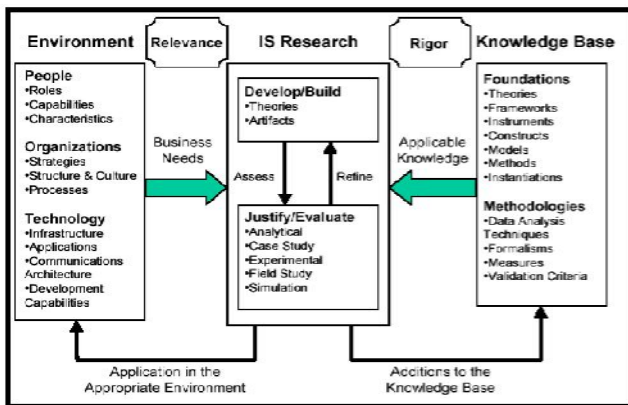 Environment
Relevance
IS Research
Rigor
Knowledge Base
People
•Roles
•Capabilities
•Characteristics
Organizations
•Strategies
•Structure & Culture
•Processes
Technology
•Infrastructure
•Applications
•Communications
Architecture
•Development
Capabilities
Business
Needs
Develop/Build
•Theories
•Artifacts
Assess
Refine
Justify/Evaluate
•Analytical
•Case Study
•Experimental
•Field Study
•Simulation
Applicable
Knowledge
Foundations
•Theories
•Frameworks
•Instruments
•Constructs
•Models
•Methods
•Instantiations
Methodologies
•Data Analysis
Techniques
•Formalisms
•Measures
•Validation Criteria
Application in the
Appropriate Environment
Additions to the
Knowledge Base